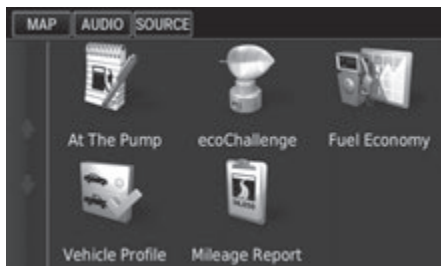 MAP AUDIO SOURCE
At The Pump ecoChallenge Fuel Economy
Vehicle Profile Mileage Report